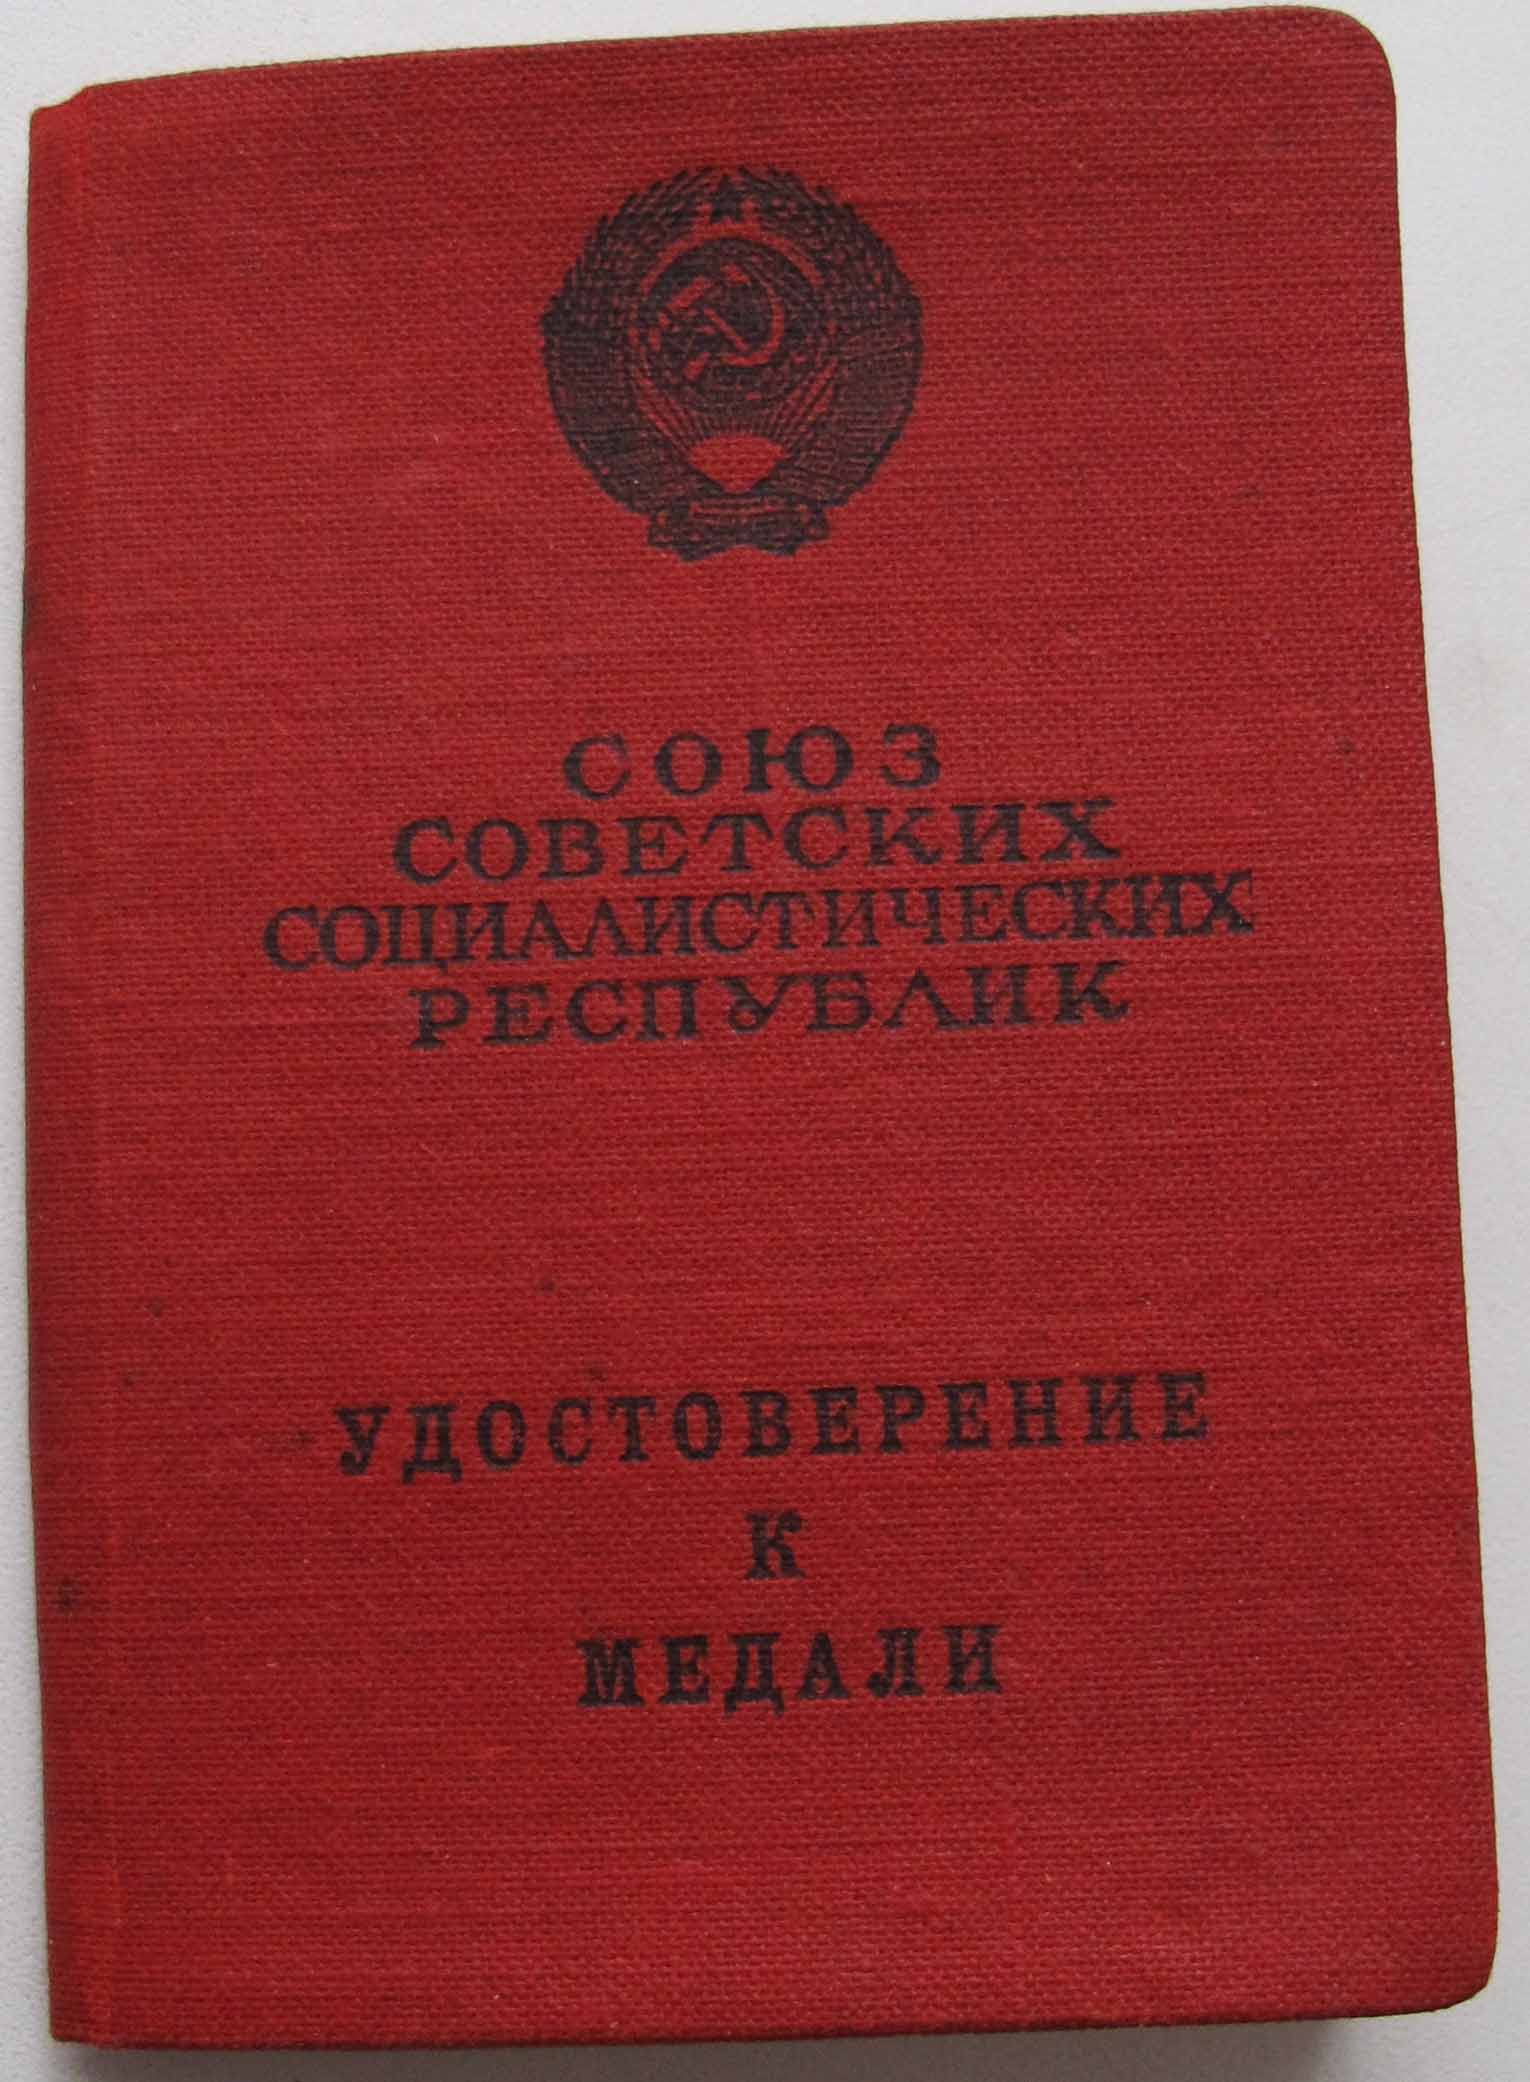 СОЮЗ
СОВЕТСКИХ
СОЦИАЛИСТИЧЕСКИХ
РЕСПУБЛИК
УДОСТОВЕРЕНИЕ
К
МЕДАЛИ